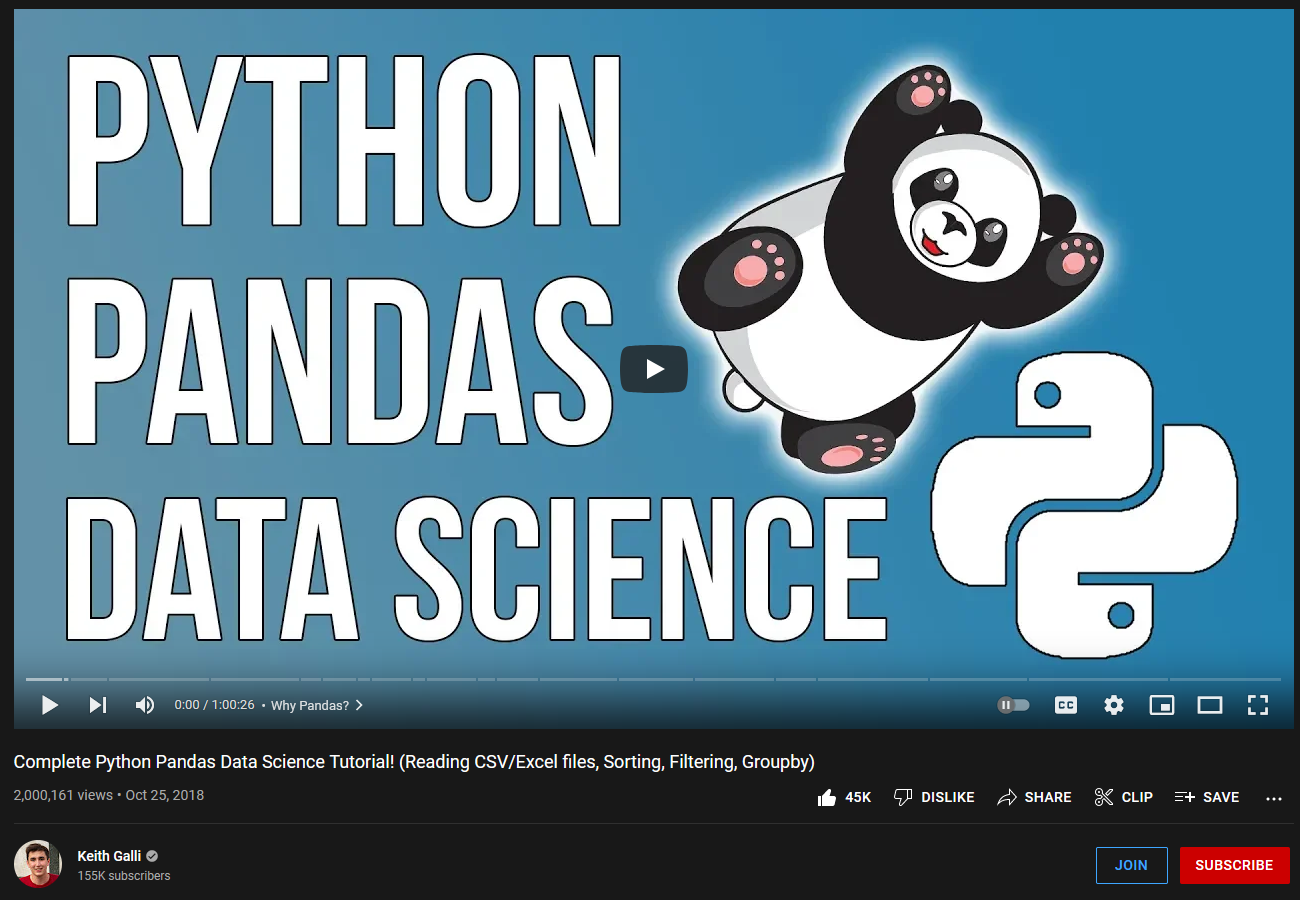 PYTHON
PANDAS
DATA SCIENCE
0:00 / 1:00:26 • Why Pandas?
CC
Complete Python Pandas Data Science Tutorial! (Reading CSV/Excel files, Sorting, Filtering, Groupby)
2,000,161 views • Oct 25, 2018
45K DISLIKE SHARE CLIP SAVE
Keith Galli
155K subscribers
JOIN SUBSCRIBE